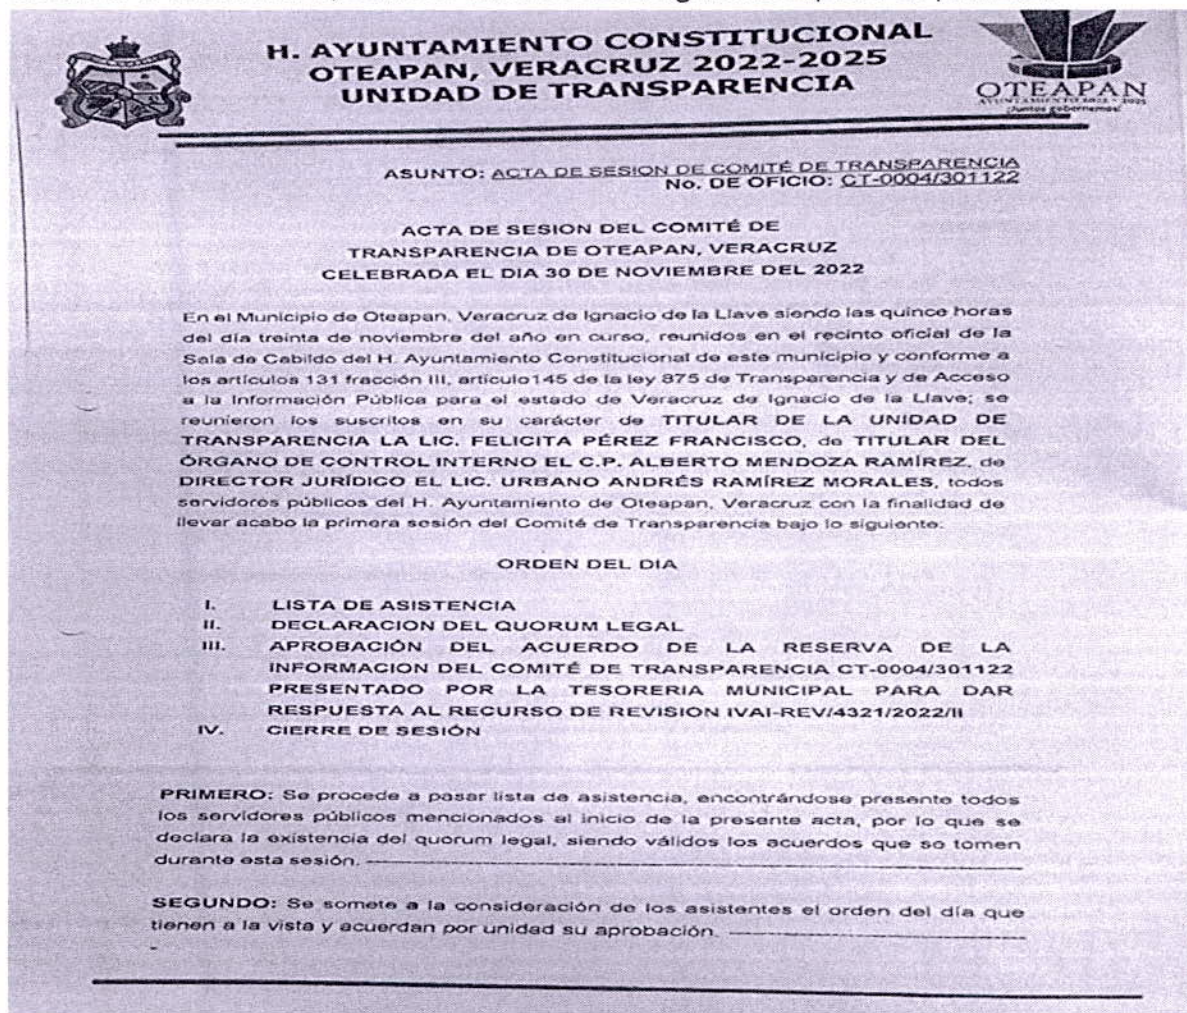 H. AYUNTAMIENTO CONSTITUCIONAL
OTEAPAN, VERACRUZ 2022-2025
UNIDAD DE TRANSPARENCIA
OTEAPAN
AYUNTAMIENTO 2022 - 2025
¡Juntos gobernemos!
ASUNTO: ACTA DE SESION DE COMITÉ DE TRANSPARENCIA
No. DE OFICIO: CT-0004/301122
ACTA DE SESION DEL COMITÉ DE
TRANSPARENCIA DE OTEAPAN, VERACRUZ
CELEBRADA EL DIA 30 DE NOVIEMBRE DEL 2022
En el Municipio de Oteapan, Veracruz de Ignacio de la Llave siendo las quince horas
del día treinta de noviembre del año en curso, reunidos en el recinto oficial de la
Sala de Cabildo del H. Ayuntamiento Constitucional de este municipio y conforme a
los artículos 131 fracción III, artículo145 de la ley 875 de Transparencia y de Acceso
a la Información Pública para el estado de Veracruz de Ignacio de la Llave; se
reunieron los suscritos en su carácter de TITULAR DE LA UNIDAD DE
TRANSPARENCIA LA LIC. FELICITA PÉREZ FRANCISCO, de TITULAR DEL
ÓRGANO DE CONTROL INTERNO EL C.P. ALBERTO MENDOZA RAMÍREZ, de
DIRECTOR JURÍDICO EL LIC. URBANO ANDRÉS RAMÍREZ MORALES, todos
servidores públicos del H. Ayuntamiento de Oteapan, Veracruz con la finalidad de
llevar acabo la primera sesión del Comité de Transparencia bajo lo siguiente:
ORDEN DEL DIA
I. LISTA DE ASISTENCIA
II. DECLARACION DEL QUORUM LEGAL
III. APROBACIÓN DEL ACUERDO DE LA RESERVA DE LA
INFORMACION DEL COMITÉ DE TRANSPARENCIA CT-0004/301122
PRESENTADO POR LA TESORERIA MUNICIPAL PARA DAR
RESPUESTA AL RECURSO DE REVISION IVAI-REV/4321/2022/II
IV. CIERRE DE SESIÓN
PRIMERO: Se procede a pasar lista de asistencia, encontrándose presente todos
los servidores públicos mencionados al inicio de la presente acta, por lo que se
declara la existencia del quorum legal, siendo válidos los acuerdos que se tomen
durante esta sesión.
SEGUNDO: Se somete a la consideración de los asistentes el orden del día que
tienen a la vista y acuerdan por unidad su aprobación.